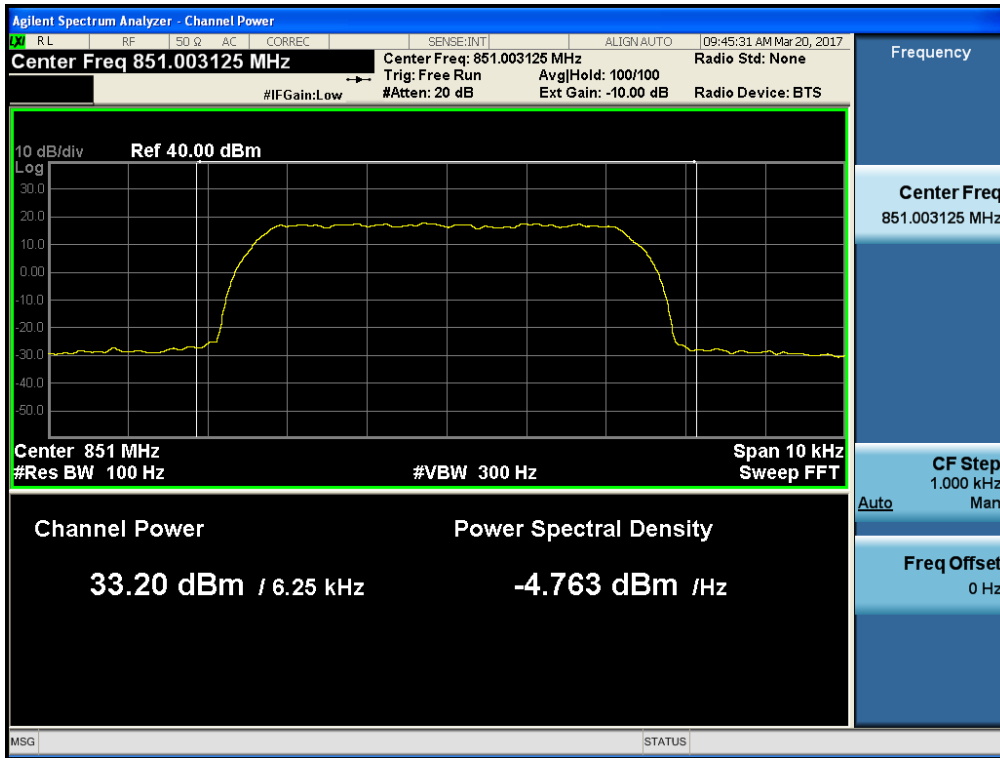 Agilent Spectrum Analyzer - Channel Power
LXI RL RF 50 Ω AC CORREC SENSE:INT ALIGN AUTO 09:45:31 AM Mar 20, 2017
Center Freq 851.003125 MHz
Center Freq: 851.003125 MHz
Radio Std: None
Trig: Free Run Avg|Hold: 100/100
#IFGain:Low
#Atten: 20 dB Ext Gain: -10.00 dB
Radio Device: BTS
10 dB/div Ref 40.00 dBm
Log
30.0
20.0
10.0
0.00
-10.0
-20.0
-30.0
-40.0
-50.0
Center 851 MHz Span 10 kHz
#Res BW 100 Hz #VBW 300 Hz Sweep FFT
Channel Power Power Spectral Density
33.20 dBm / 6.25 kHz -4.763 dBm /Hz
MSG STATUS
Frequency
Center Freq
851.003125 MHz
CF Step
1.000 kHz
Auto Man
Freq Offset
0 Hz